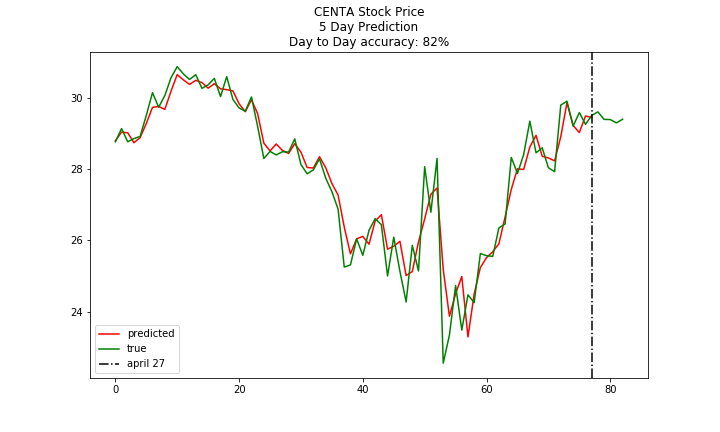 CENTA Stock Price
5 Day Prediction
Day to Day accuracy: 82%
30
28
26
24
predicted
true
april 27
0 20 40 60 80